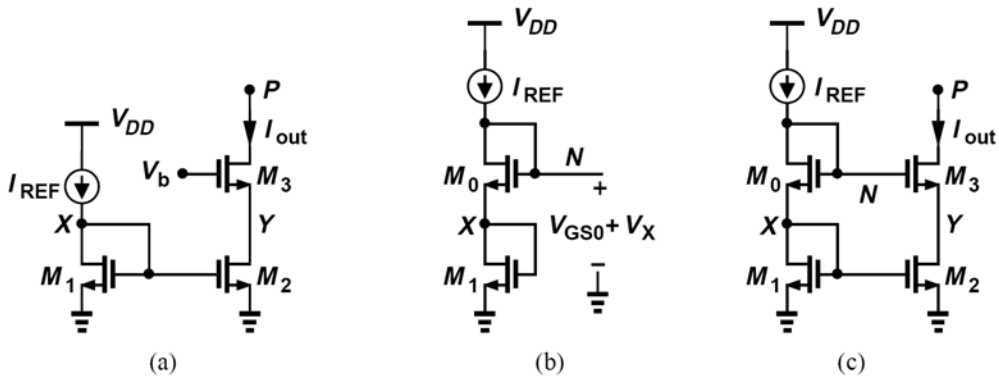 V_DD
I_REF
X
M_1
V_b
P
I_out
M_3
Y
M_2
(a)
V_DD
I_REF
N
M_0
+
X
V_GS0 + V_X
−
M_1
(b)
V_DD
I_REF
P
I_out
M_0
N
M_3
X
Y
M_1
M_2
(c)